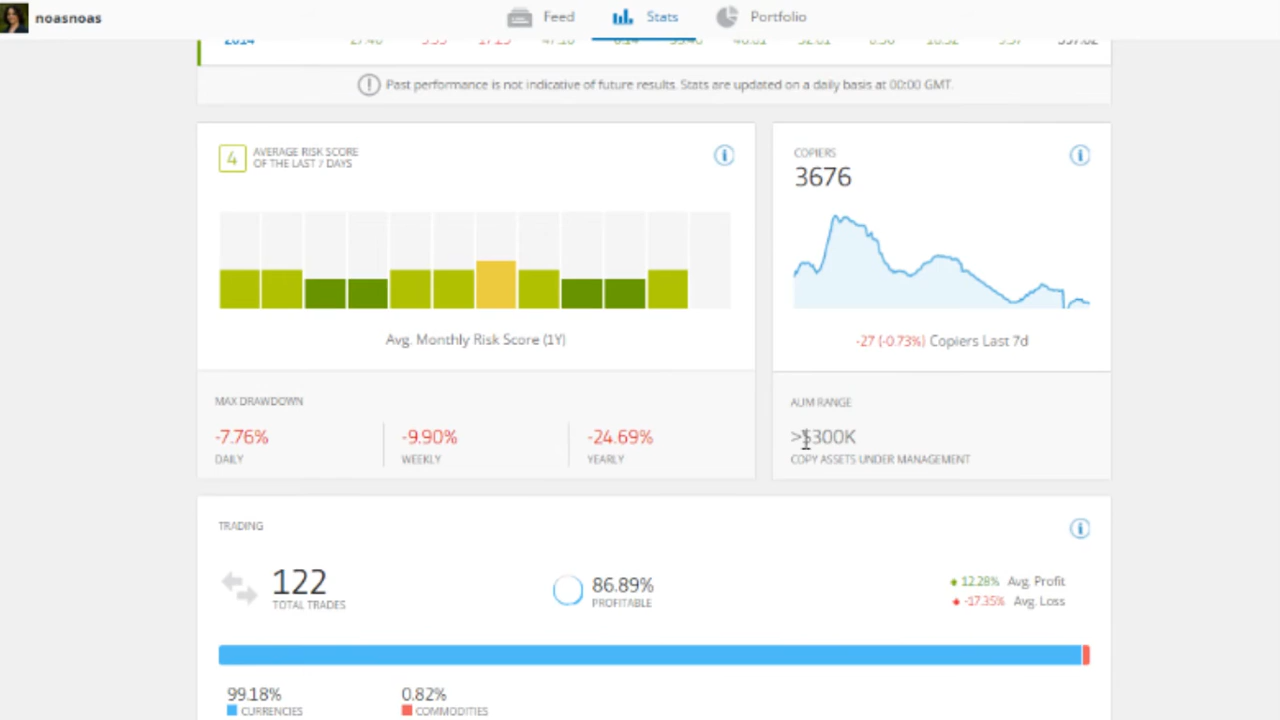 noasnoas
Feed
Stats
Portfolio
2014
Past performance is not indicative of future results. Stats are updated on a daily basis at 00:00 GMT.
4
AVERAGE RISK SCORE
OF THE LAST 7 DAYS
Avg. Monthly Risk Score (1Y)
MAX DRAWDOWN
-7.76%
DAILY
-9.90%
WEEKLY
-24.69%
YEARLY
COPIERS
3676
-27 (-0.73%) Copiers Last 7d
AUM RANGE
>$300K
COPY ASSETS UNDER MANAGEMENT
TRADING
122
TOTAL TRADES
86.89%
PROFITABLE
12.28% Avg. Profit
-17.35% Avg. Loss
99.18%
CURRENCIES
0.82%
COMMODITIES